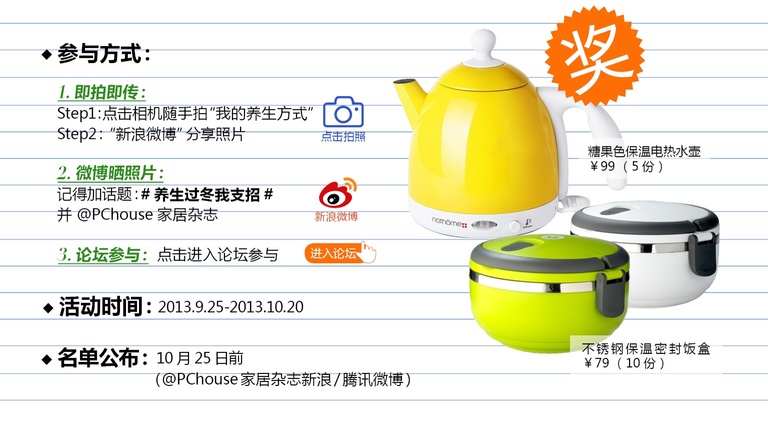 参与方式：
1. 即拍即传：
Step1：点击相机随手拍“我的养生方式”
Step2：“新浪微博”分享照片
点击拍照
2. 微博晒照片：
记得加话题：# 养生过冬我支招 #
并 @PChouse 家居杂志
新浪微博
3. 论坛参与：点击进入论坛参与
进入论坛
活动时间：2013.9.25-2013.10.20
名单公布：10 月 25 日前
（@PChouse 家居杂志新浪 / 腾讯微博）
奖
糖果色保温电热水壶
￥99（5 份）
nathome
不锈钢保温密封饭盒
￥79（10 份）